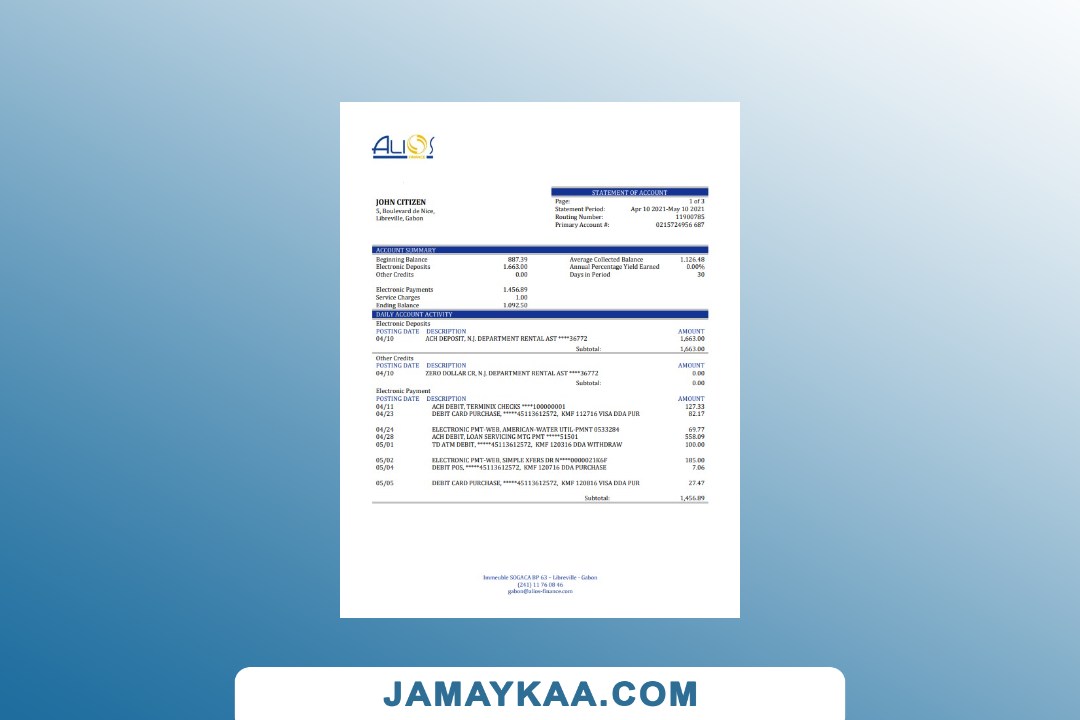 ALIOS
FINANCE
STATEMENT OF ACCOUNT
JOHN CITIZEN
5, Boulevard de Nice,
Libreville, Gabon
Page: 1 of 3
Statement Period: Apr 10 2021-May 10 2021
Routing Number: 11900785
Primary Account #: 0215724956 687
ACCOUNT SUMMARY
Beginning Balance 887.39 Average Collected Balance 1,126.48
Electronic Deposits 1,663.00 Annual Percentage Yield Earned 0.00%
Other Credits 0.00 Days in Period 30
Electronic Payments 1,456.89
Service Charges 1.00
Ending Balance 1,092.50
DAILY ACCOUNT ACTIVITY
Electronic Deposits
POSTING DATE DESCRIPTION AMOUNT
04/10 ACH DEPOSIT, N.J. DEPARTMENT RENTAL AST ****36772 1,663.00
Subtotal: 1,663.00
Other Credits
POSTING DATE DESCRIPTION AMOUNT
04/10 ZERO DOLLAR CR, N.J. DEPARTMENT RENTAL AST ****36772 0.00
Subtotal: 0.00
Electronic Payment
POSTING DATE DESCRIPTION AMOUNT
04/11 ACH DEBIT, TERMINIX CHECKS ****100000001 127.33
04/23 DEBIT CARD PURCHASE, *****45113612572, KMF 112716 VISA DDA PUR 82.17
04/24 ELECTRONIC PMT-WEB, AMERICAN-WATER UTIL-PMNT 0533284 69.77
04/28 ACH DEBIT, LOAN SERVICING MTG PMT *****51501 558.09
05/01 TD ATM DEBIT, *****45113612572, KMF 120316 DDA WITHDRAW 100.00
05/02 ELECTRONIC PMT-WEB, SIMPLE XFERS DR N****0000021K6F 185.00
05/04 DEBIT POS, *****45113612572, KMF 120716 DDA PURCHASE 7.06
05/05 DEBIT CARD PURCHASE, *****45113612572, KMF 120816 VISA DDA PUR 27.47
Subtotal: 1,456.89
Immeuble SOGACA BP 63 – Libreville - Gabon
(241) 11 76 08 46
gabon@alios-finance.com
JAMAYKAA.COM